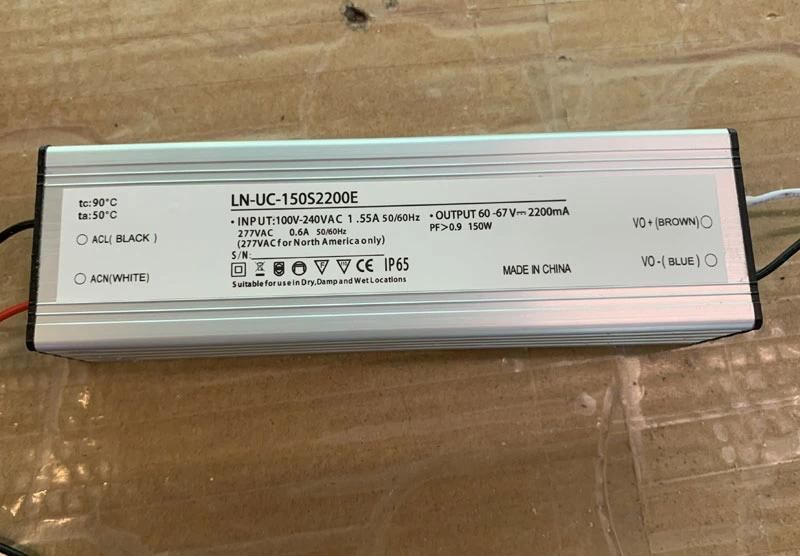 tc:90°C
ta:50°C
ACL( BLACK )
ACN(WHITE)
LN-UC-150S2200E
• INPUT:100V-240VAC 1 .55A 50/60Hz
277VAC 0.6A 50/60Hz
(277VAC for North America only)
S/N:
CE IP65
Suitable for use in Dry,Damp and Wet Locations
• OUTPUT 60 -67V⎓ 2200mA
PF>0.9 150W
MADE IN CHINA
VO + (BROWN)
VO - ( BLUE )